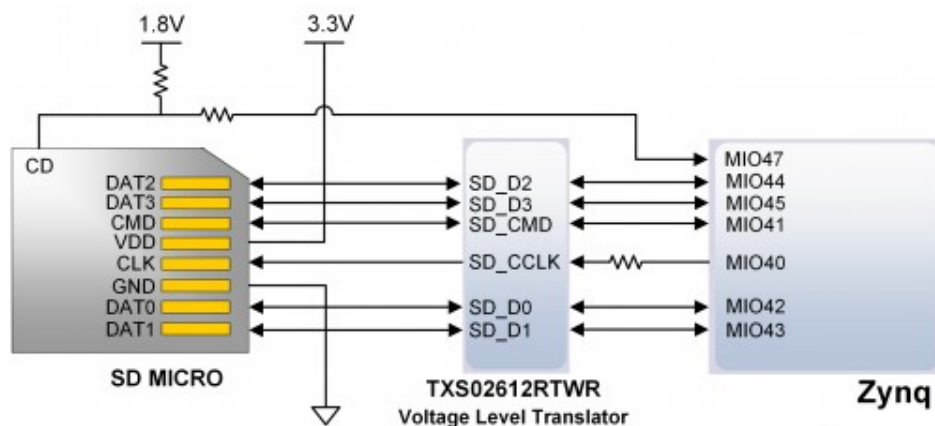 1.8V
3.3V
CD
DAT2
DAT3
CMD
VDD
CLK
GND
DAT0
DAT1
SD MICRO
SD_D2
SD_D3
SD_CMD
SD_CCLK
SD_D0
SD_D1
TXS02612RTWR
Voltage Level Translator
MIO47
MIO44
MIO45
MIO41
MIO40
MIO42
MIO43
Zynq